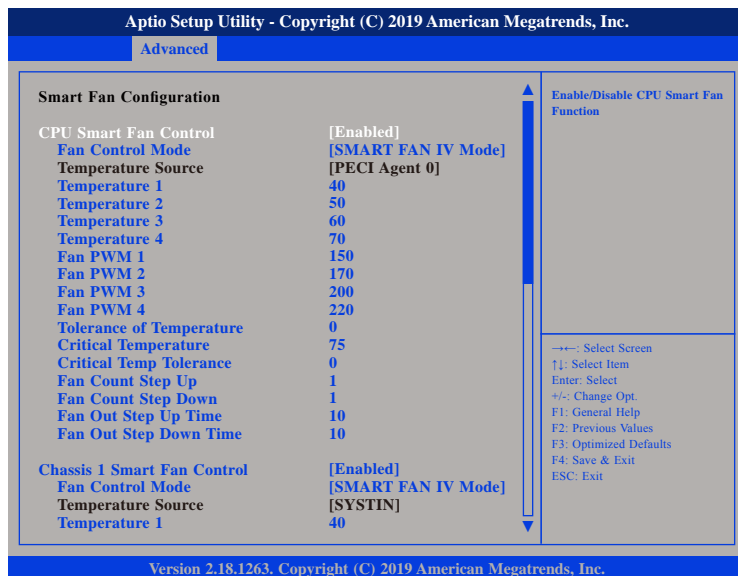 Aptio Setup Utility - Copyright (C) 2019 American Megatrends, Inc.
Advanced
Smart Fan Configuration
CPU Smart Fan Control [Enabled]
Fan Control Mode [SMART FAN IV Mode]
Temperature Source [PECI Agent 0]
Temperature 1 40
Temperature 2 50
Temperature 3 60
Temperature 4 70
Fan PWM 1 150
Fan PWM 2 170
Fan PWM 3 200
Fan PWM 4 220
Tolerance of Temperature 0
Critical Temperature 75
Critical Temp Tolerance 0
Fan Count Step Up 1
Fan Count Step Down 1
Fan Out Step Up Time 10
Fan Out Step Down Time 10
Chassis 1 Smart Fan Control [Enabled]
Fan Control Mode [SMART FAN IV Mode]
Temperature Source [SYSTIN]
Temperature 1 40
Enable/Disable CPU Smart Fan
Function
→←: Select Screen
↑↓: Select Item
Enter: Select
+/-: Change Opt.
F1: General Help
F2: Previous Values
F3: Optimized Defaults
F4: Save & Exit
ESC: Exit
Version 2.18.1263. Copyright (C) 2019 American Megatrends, Inc.